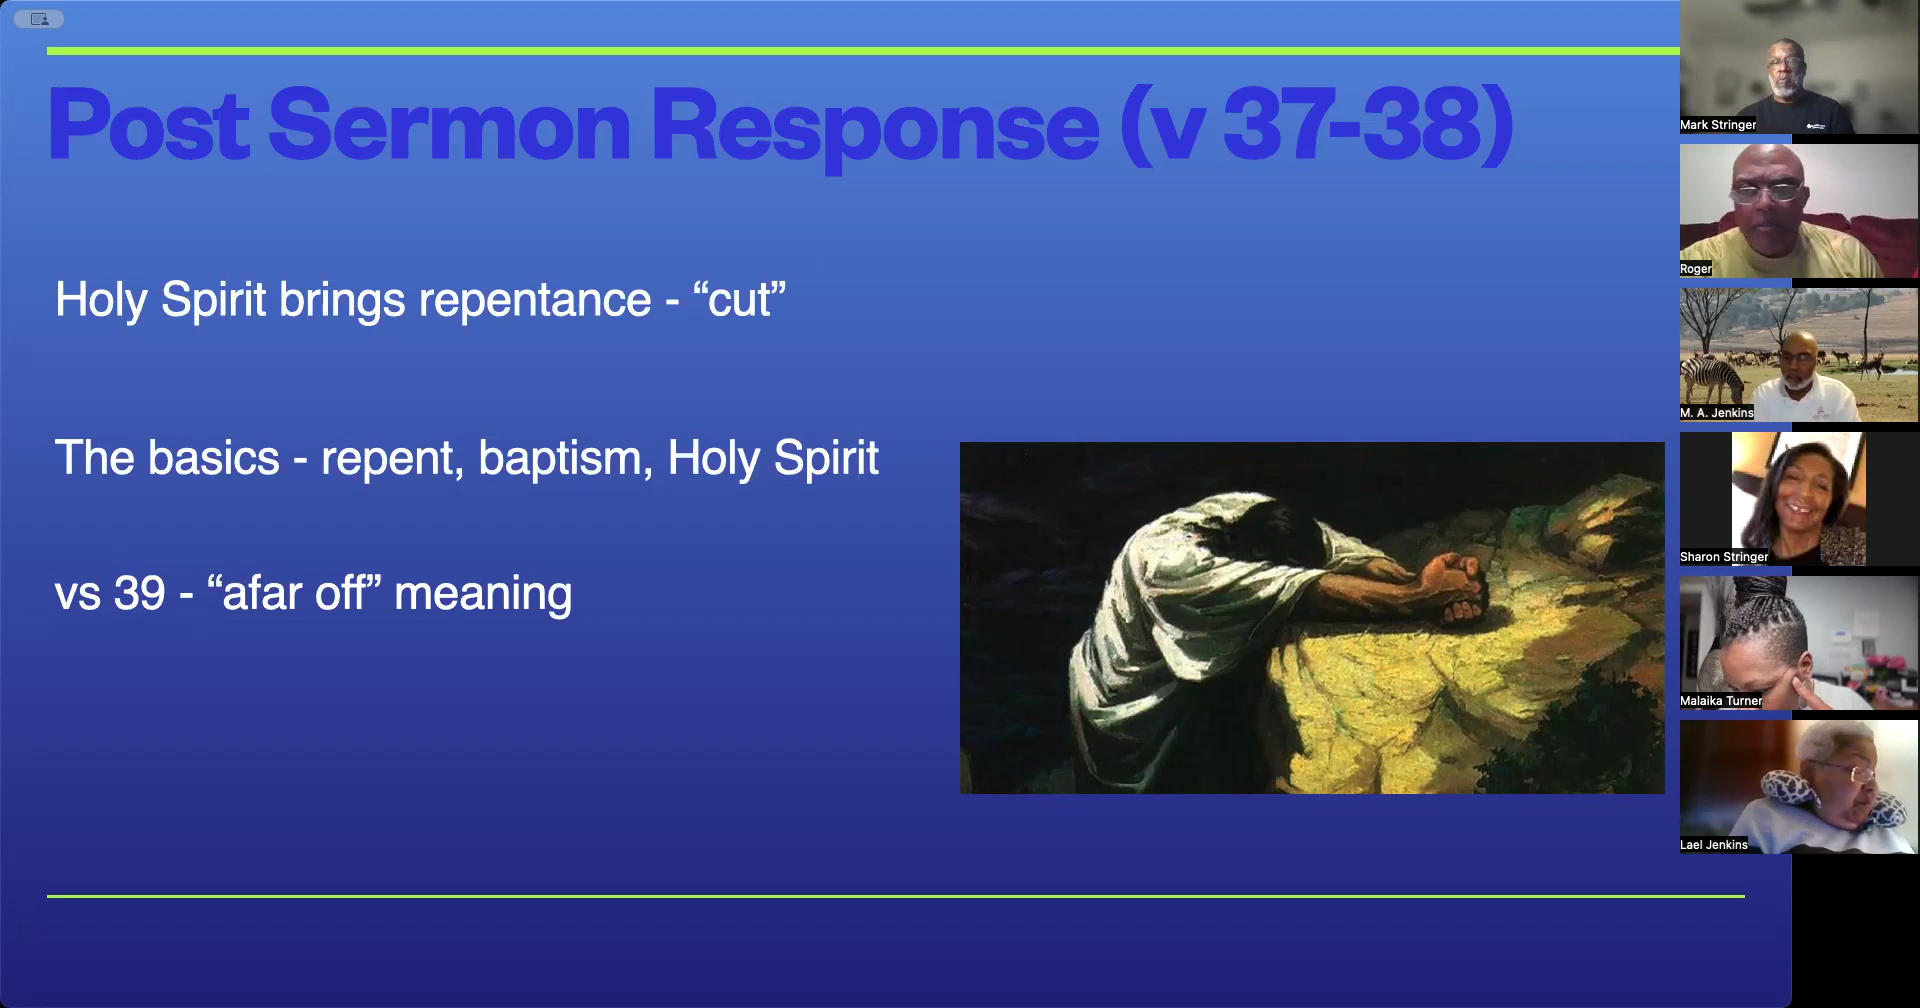 Post Sermon Response (v 37-38)
Holy Spirit brings repentance - “cut”
The basics - repent, baptism, Holy Spirit
vs 39 - “afar off” meaning
Mark Stringer
Roger
M. A. Jenkins
Sharon Stringer
Malaika Turner
Lael Jenkins